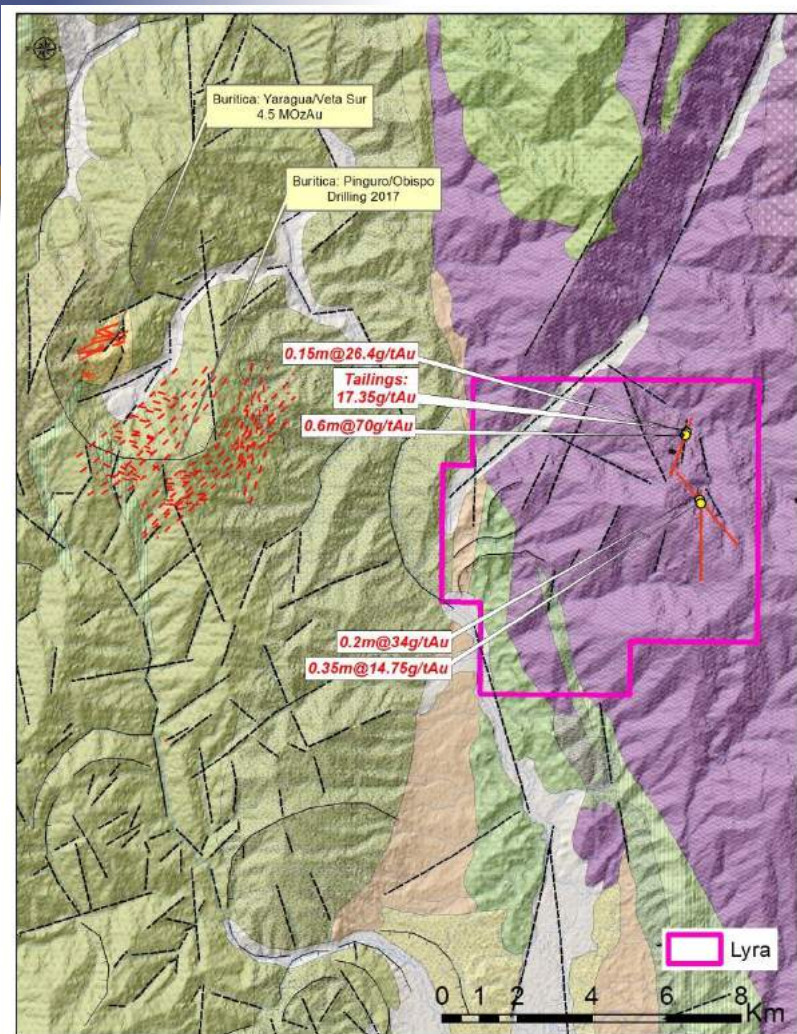 Buritica: Yaragua/Veta Sur
4.5 MOzAu
Buritica: Pinguro/Obispo
Drilling 2017
0.15m@26.4g/tAu
Tailings:
17.35g/tAu
0.6m@70g/tAu
0.2m@34g/tAu
0.35m@14.75g/tAu
Lyra
0 1 2 4 6 8
Km